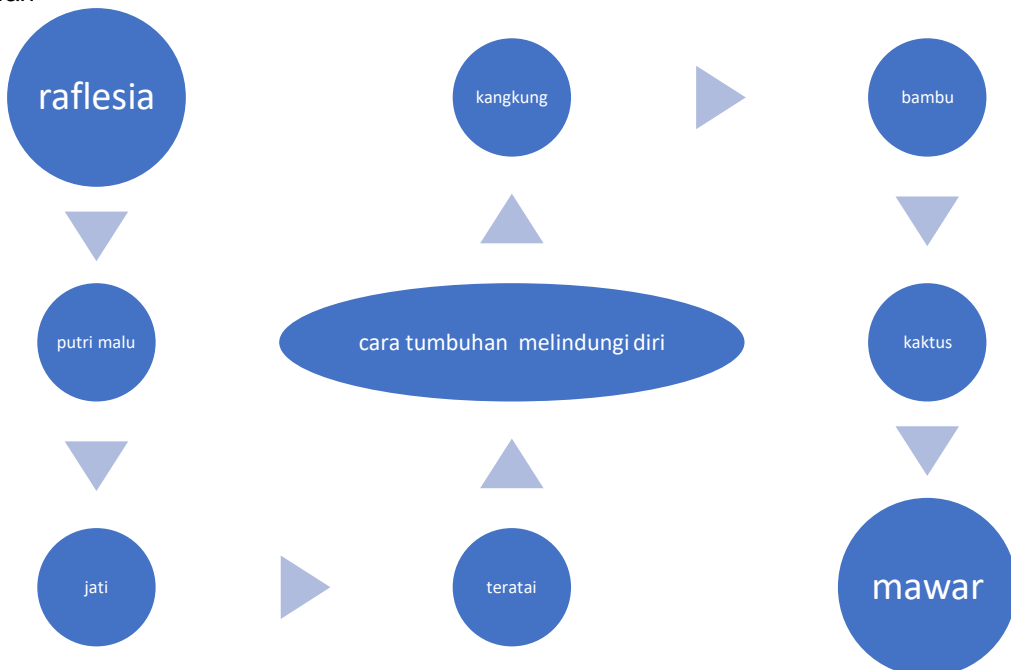 raflesia
kangkung
bambu
putri malu
cara tumbuhan melindungi diri
kaktus
jati
teratai
mawar